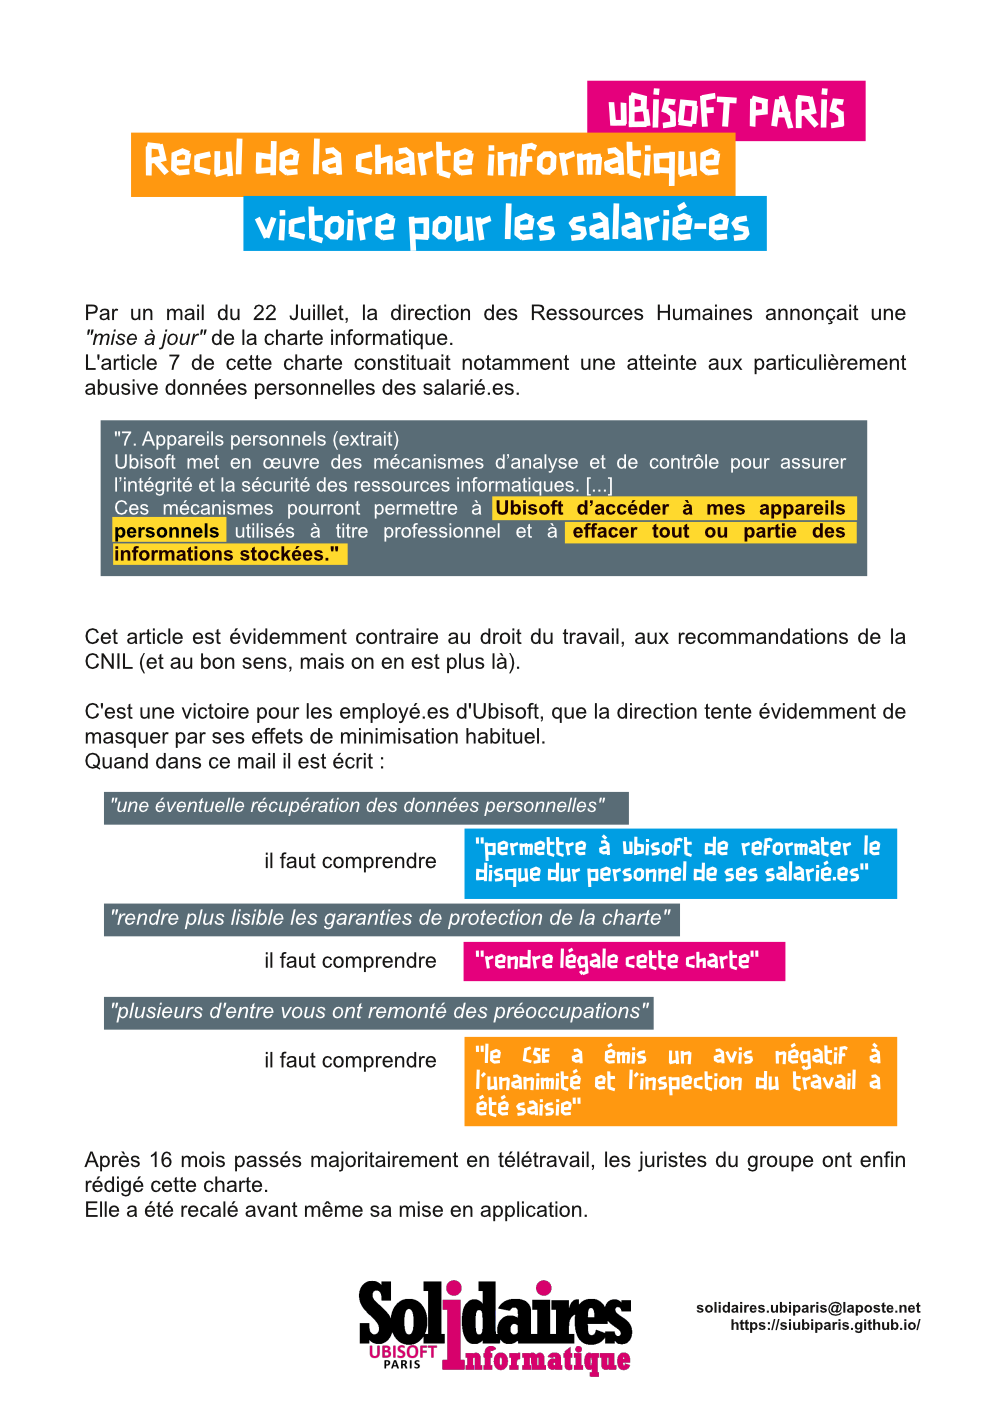 uBisoFT PARis
Recul de la charte informatique
victoire pour les salarié-es
Par un mail du 22 Juillet, la direction des Ressources Humaines annonçait une
"mise à jour" de la charte informatique.
L'article 7 de cette charte constituait notamment une atteinte aux particulièrement
abusive données personnelles des salarié.es.
"7. Appareils personnels (extrait)
Ubisoft met en œuvre des mécanismes d’analyse et de contrôle pour assurer
l’intégrité et la sécurité des ressources informatiques. [...]
Ces mécanismes pourront permettre à Ubisoft d’accéder à mes appareils
personnels utilisés à titre professionnel et à effacer tout ou partie des
informations stockées."
Cet article est évidemment contraire au droit du travail, aux recommandations de la
CNIL (et au bon sens, mais on en est plus là).
C'est une victoire pour les employé.es d'Ubisoft, que la direction tente évidemment de
masquer par ses effets de minimisation habituel.
Quand dans ce mail il est écrit :
"une éventuelle récupération des données personnelles"
il faut comprendre
"permettre à ubisoft de reformater le
disque dur personnel de ses salarié.es"
"rendre plus lisible les garanties de protection de la charte"
il faut comprendre
"rendre légale cette charte"
"plusieurs d'entre vous ont remonté des préoccupations"
il faut comprendre
"le CSE a émis un avis négatif à
l'unanimité et l'inspection du travail a
été saisie"
Après 16 mois passés majoritairement en télétravail, les juristes du groupe ont enfin
rédigé cette charte.
Elle a été recalé avant même sa mise en application.
Solidaires
UBISOFT
PARIS
informatique
solidaires.ubiparis@laposte.net
https://siubiparis.github.io/